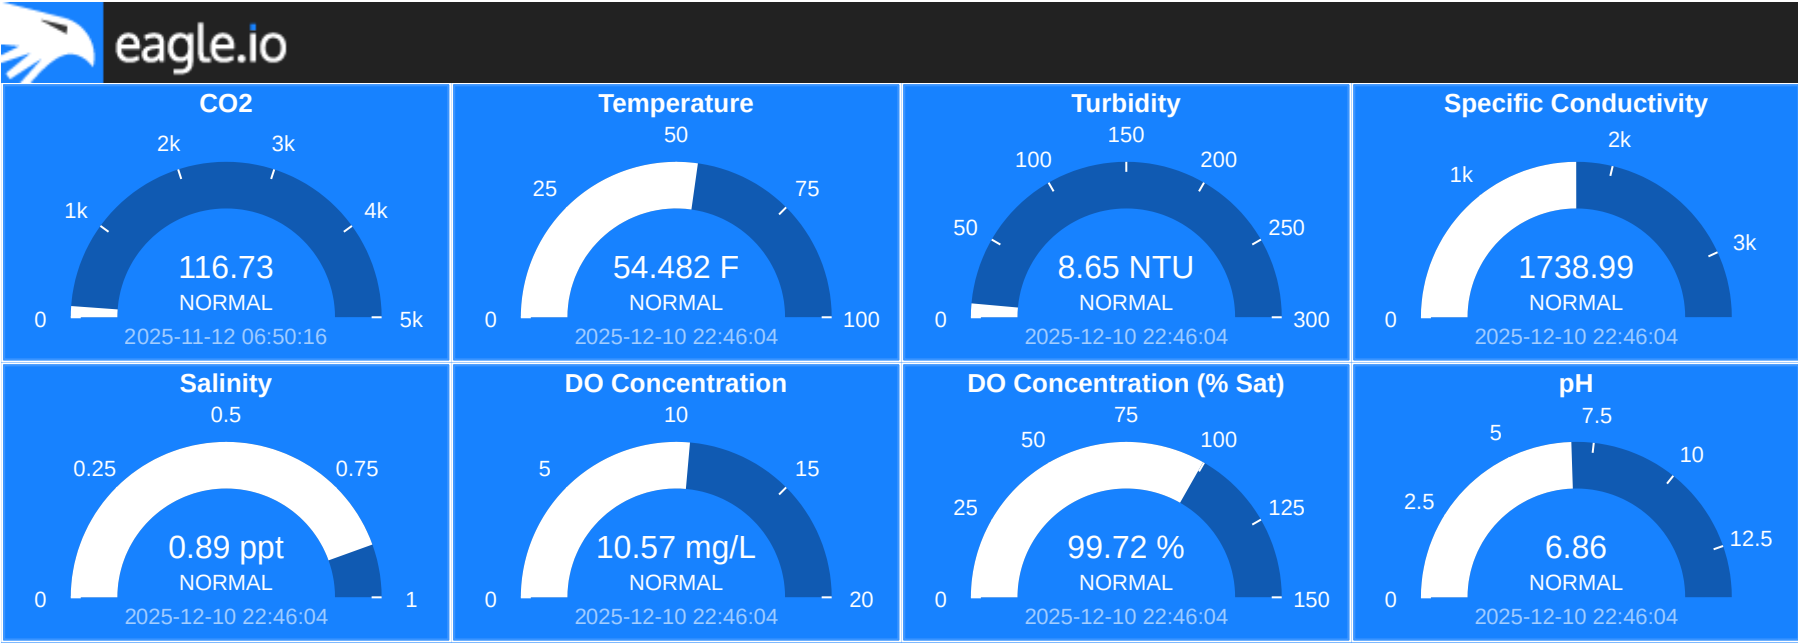 eagle.io
CO2
0
1k
2k
3k
4k
5k
116.73
NORMAL
2025-11-12 06:50:16
Temperature
0
25
50
75
100
54.482 F
NORMAL
2025-12-10 22:46:04
Turbidity
0
50
100
150
200
250
300
8.65 NTU
NORMAL
2025-12-10 22:46:04
Specific Conductivity
0
1k
2k
3k
1738.99
NORMAL
2025-12-10 22:46:04
Salinity
0
0.25
0.5
0.75
1
0.89 ppt
NORMAL
2025-12-10 22:46:04
DO Concentration
0
5
10
15
20
10.57 mg/L
NORMAL
2025-12-10 22:46:04
DO Concentration (% Sat)
0
25
50
75
100
125
150
99.72 %
NORMAL
2025-12-10 22:46:04
pH
0
2.5
5
7.5
10
12.5
6.86
NORMAL
2025-12-10 22:46:04